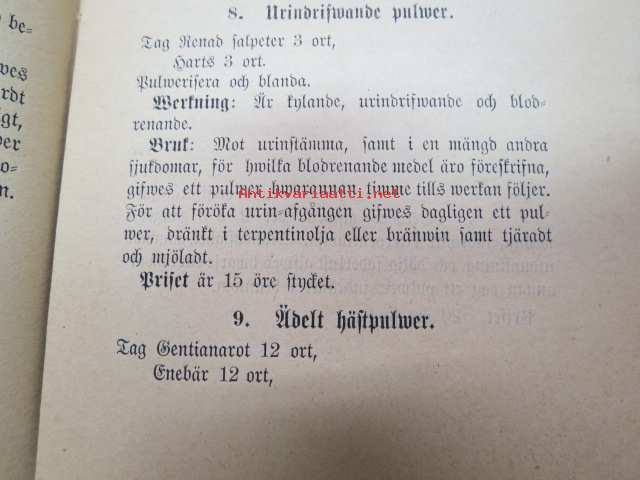 be=
8. Urindrifwande pulwer.
Tag Renad salpeter 3 ort,
Harts 3 ort.
Pulwerisera och blanda.
Werkning: Är kylande, urindrifwande och blod=
renande.
Bruk: Mot urinstämma, samt i en mängd andra
sjukdomar, för hwilka blodrenande medel äro föreskrifna,
gifwes ett pulwer hwarannan timme tills werkan följer.
Antikvariaatti.net
För att föröka urin=afgången gifwes dagligen ett pul=
wer, dränkt i terpentinolja eller bränwin samt tjäradt
och mjöladt.
Priset är 15 öre stycket.
9. Ädelt hästpulwer.
Tag Gentianarot 12 ort,
Enebär 12 ort,